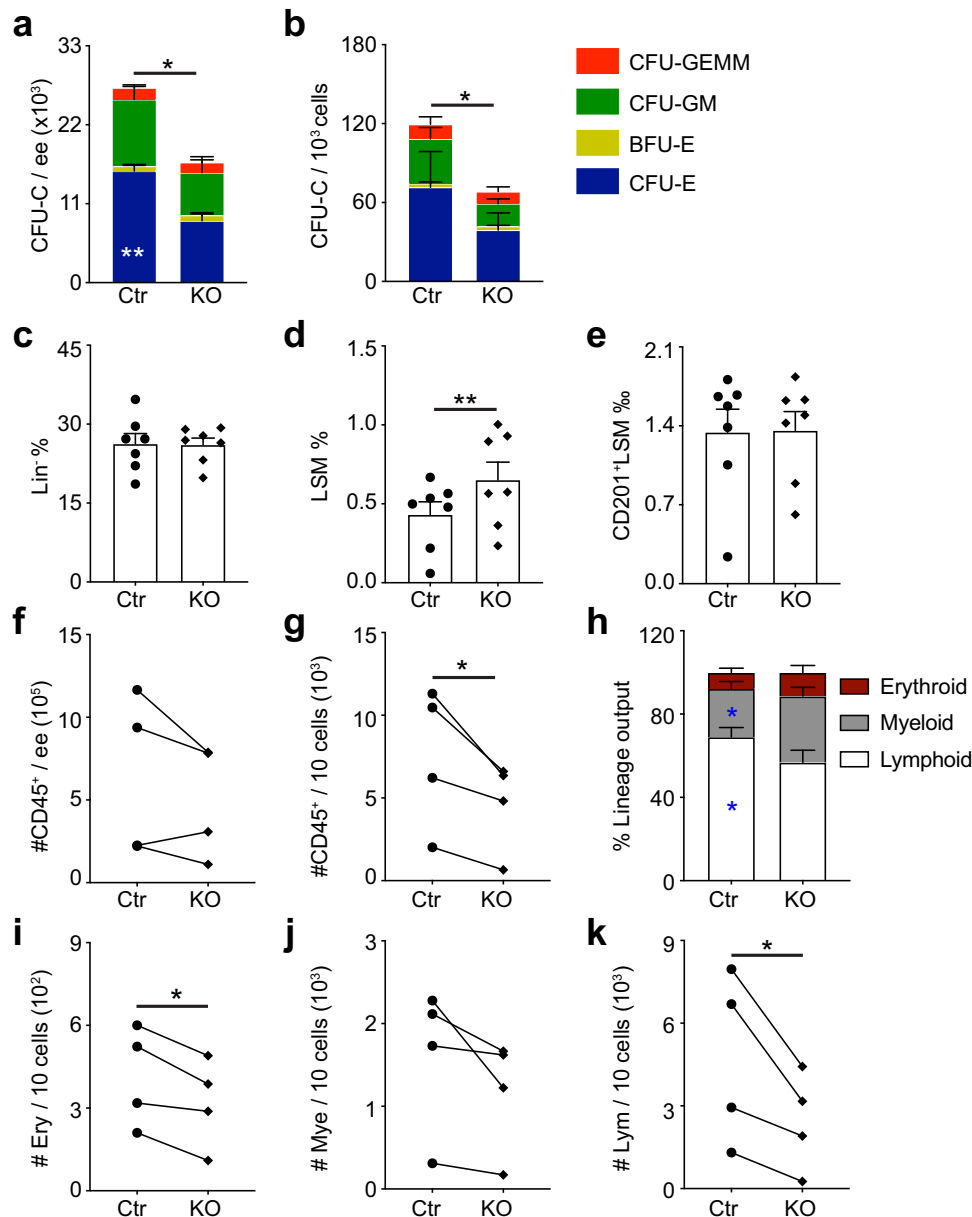 a
CFU-C / ee (x10³)
33
22
11
0
*
**
Ctr
KO
b
CFU-C / 10³ cells
180
120
60
0
*
Ctr
KO
CFU-GEMM
CFU-GM
BFU-E
CFU-E
c
Lin⁻ %
45
30
15
0
Ctr
KO
d
LSM %
1.5
1.0
0.5
0.0
**
Ctr
KO
e
CD201⁺LSM ‰
2.1
1.4
0.7
0.0
Ctr
KO
f
#CD45⁺ / ee (10⁵)
15
10
5
0
Ctr
KO
g
#CD45⁺ / 10 cells (10³)
15
10
5
0
*
Ctr
KO
h
% Lineage output
120
80
40
0
*
*
Ctr
KO
Erythroid
Myeloid
Lymphoid
i
# Ery / 10 cells (10²)
9
6
3
0
*
Ctr
KO
j
# Mye / 10 cells (10³)
3
2
1
0
Ctr
KO
k
# Lym / 10 cells (10³)
9
6
3
0
*
Ctr
KO